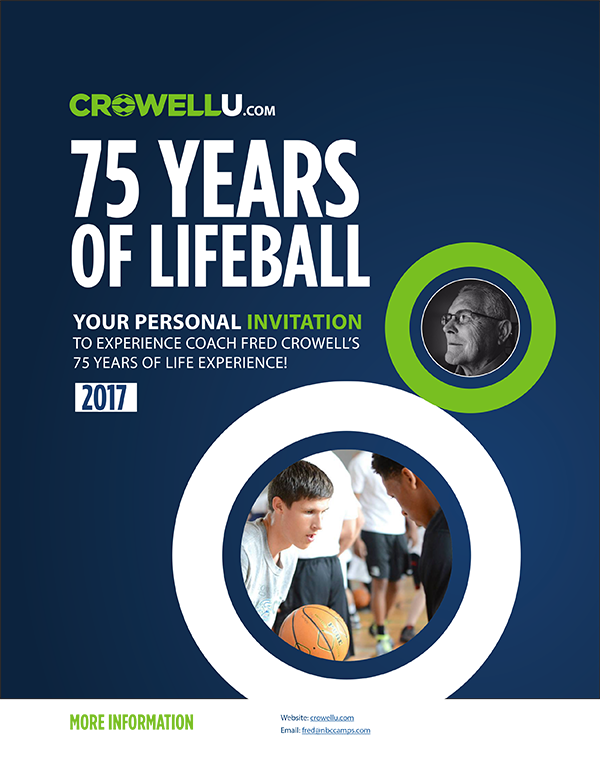 CROWELLU.COM
75 YEARS
OF LIFEBALL
YOUR PERSONAL INVITATION
TO EXPERIENCE COACH FRED CROWELL'S
75 YEARS OF LIFE EXPERIENCE!
2017
MORE INFORMATION
Website: crowellu.com
Email: fred@nbccamps.com